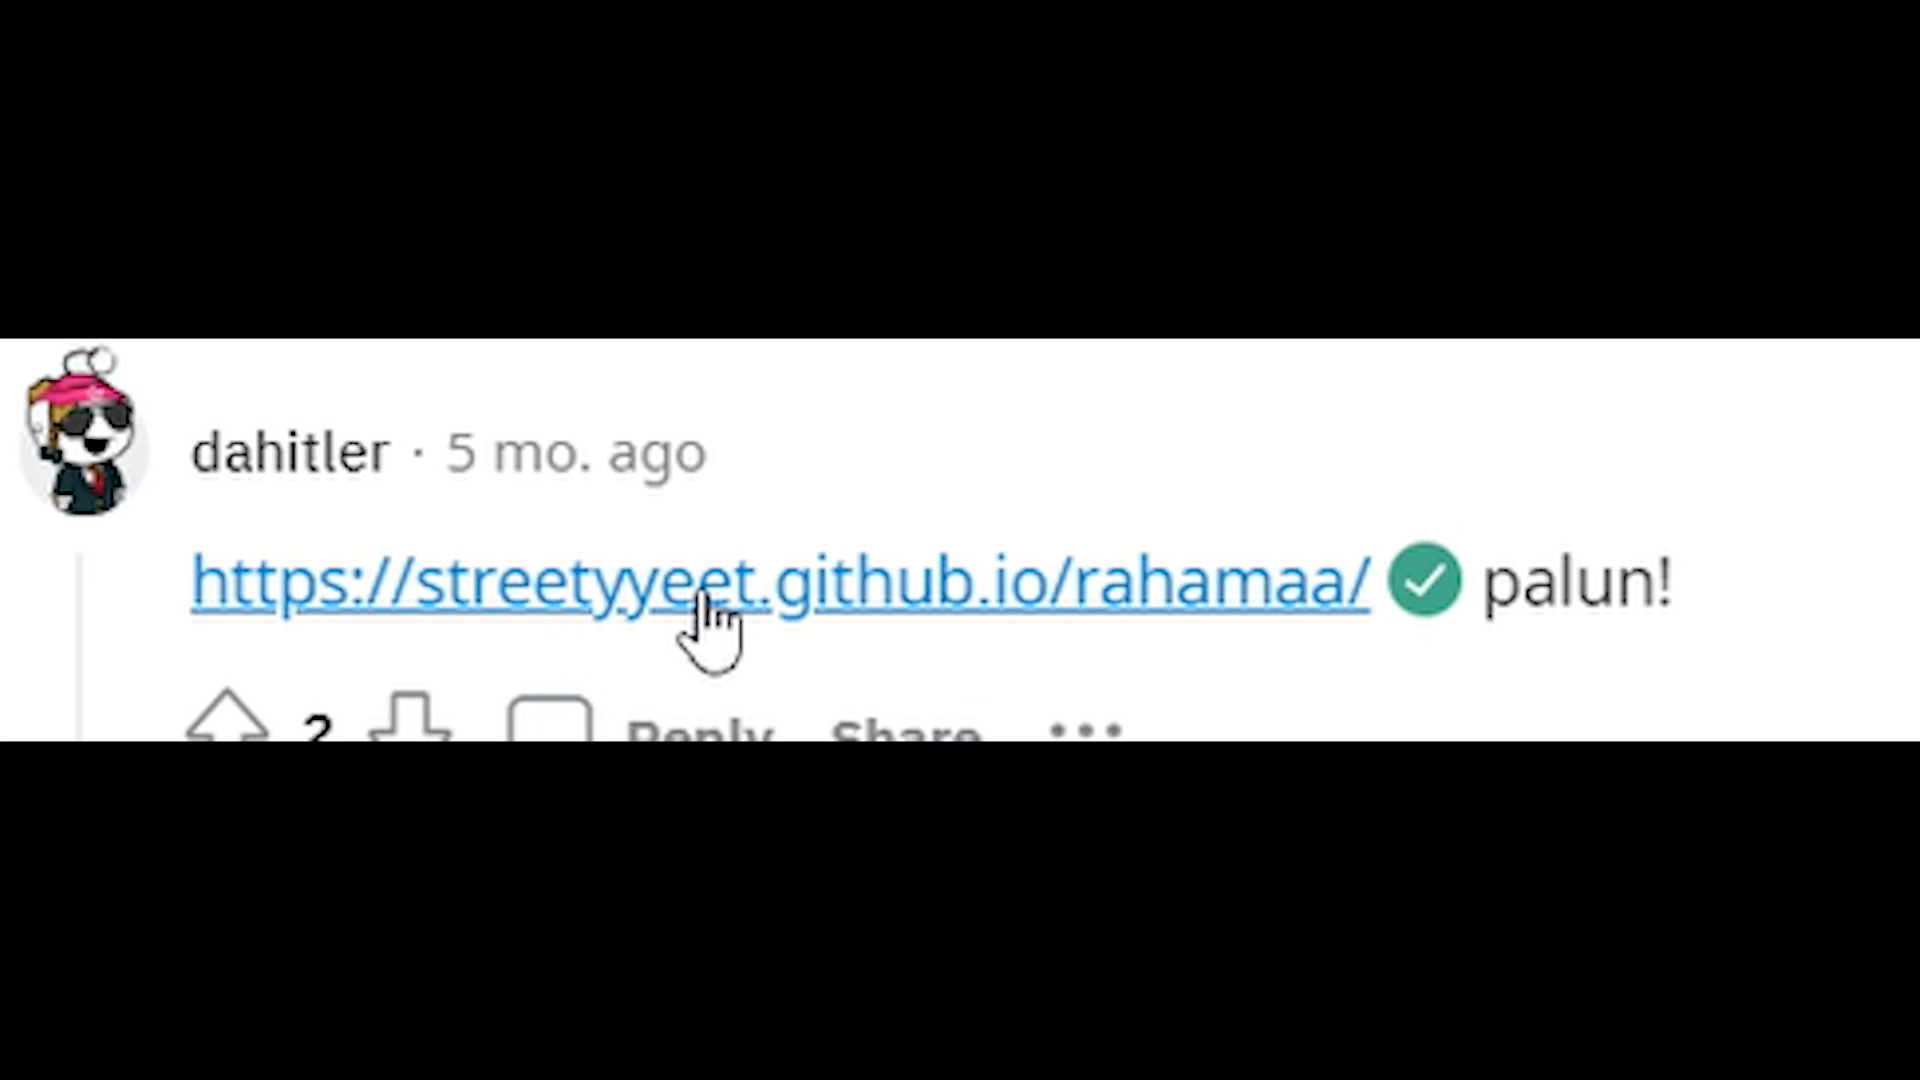 dahitler · 5 mo. ago
https://streetyyeet.github.io/rahamaa/ palun!
2 Reply Share